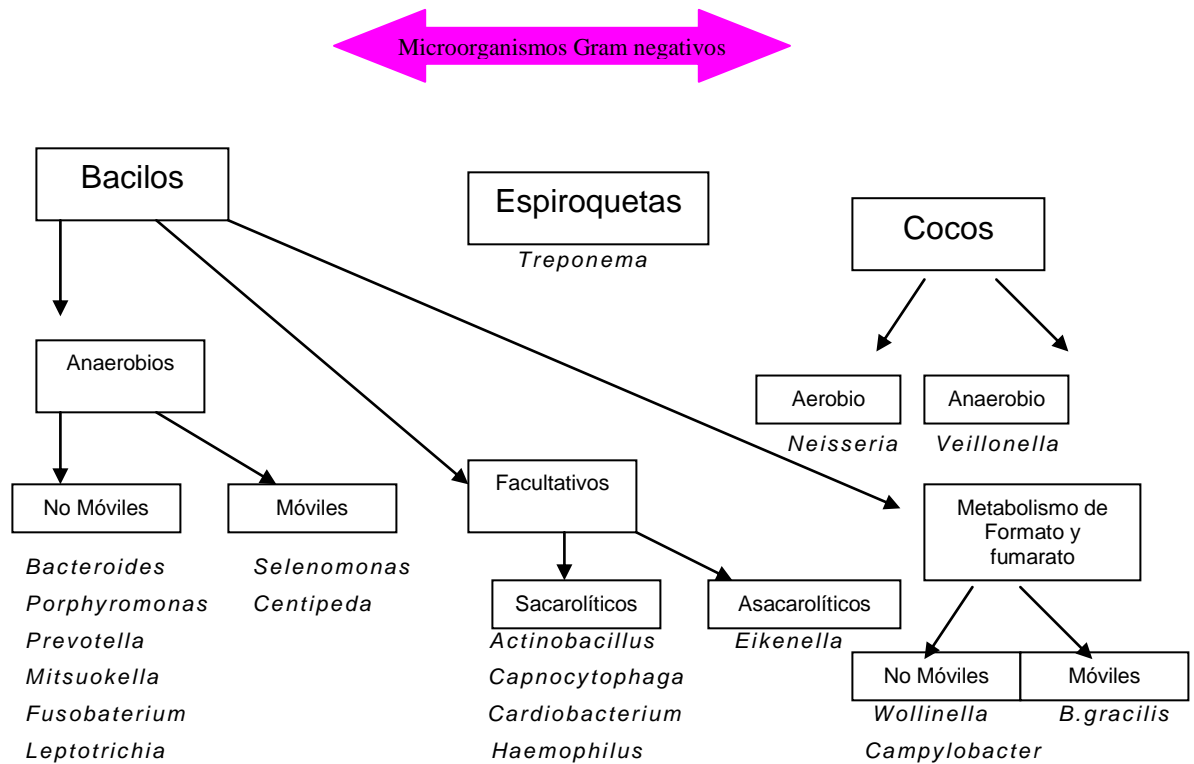 Microorganismos Gram negativos
Bacilos
Espiroquetas
Treponema
Cocos
Anaerobios
Aerobio
Neisseria
Anaerobio
Veillonella
No Móviles
Bacteroides
Porphyromonas
Prevotella
Mitsuokella
Fusobaterium
Leptotrichia
Móviles
Selenomonas
Centipeda
Facultativos
Sacarolíticos
Actinobacillus
Capnocytophaga
Cardiobacterium
Haemophilus
Asacarolíticos
Eikenella
Metabolismo de
Formato y
fumarato
No Móviles
Wollinella
Campylobacter
Móviles
B.gracilis